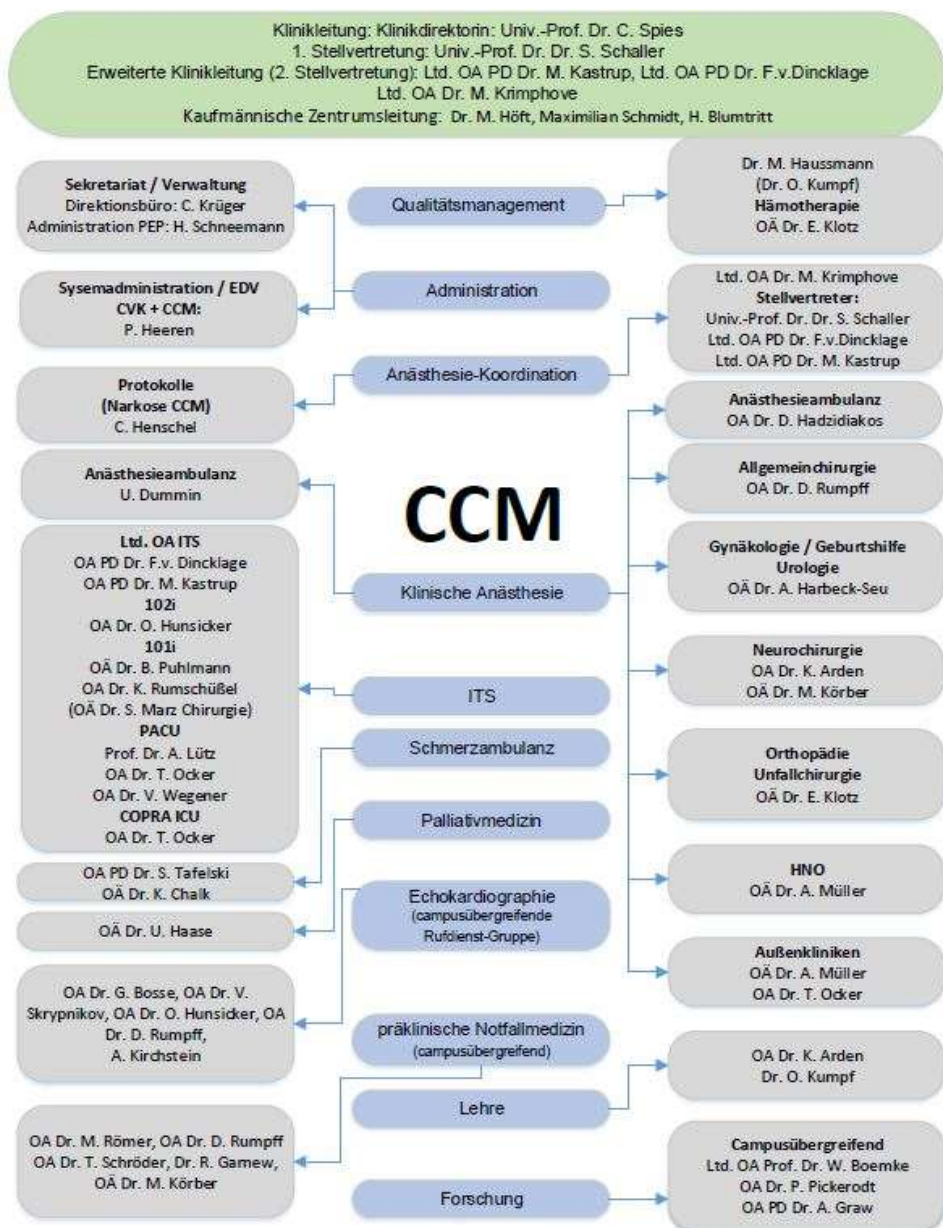 Klinikleitung: Klinikdirektorin: Univ.-Prof. Dr. C. Spies
1. Stellvertretung: Univ.-Prof. Dr. Dr. S. Schaller
Erweiterte Klinikleitung (2. Stellvertretung): Ltd. OA PD Dr. M. Kastrup, Ltd. OA PD Dr. F.v.Dincklage
Ltd. OA Dr. M. Krimphove
Kaufmännische Zentrumsleitung: Dr. M. Höft, Maximilian Schmidt, H. Blumtritt
Sekretariat / Verwaltung
Direktionsbüro: C. Krüger
Administration PEP: H. Schneemann
Sysemadministration / EDV
CVK + CCM:
P. Heeren
Protokolle
(Narkose CCM)
C. Henschel
Anästhesieambulanz
U. Dummin
Ltd. OA ITS
OA PD Dr. F.v. Dincklage
OA PD Dr. M. Kastrup
102i
OA Dr. O. Hunsicker
101i
OÄ Dr. B. Puhlmann
OA Dr. K. Rumschüßel
(OÄ Dr. S. Marz Chirurgie)
PACU
Prof. Dr. A. Lütz
OA Dr. T. Ocker
OA Dr. V. Wegener
COPRA ICU
OA Dr. T. Ocker
OA PD Dr. S. Tafelski
OÄ Dr. K. Chalk
OÄ Dr. U. Haase
OA Dr. G. Bosse, OA Dr. V.
Skrypnikov, OA Dr. O. Hunsicker, OA
Dr. D. Rumpff,
A. Kirchstein
OA Dr. M. Römer, OA Dr. D. Rumpff
OA Dr. T. Schröder, Dr. R. Garnew,
OÄ Dr. M. Körber
Qualitätsmanagement
Administration
Anästhesie-Koordination
CCM
Klinische Anästhesie
ITS
Schmerzambulanz
Palliativmedizin
Echokardiographie
(campusübergreifende
Rufdienst-Gruppe)
präklinische Notfallmedizin
(campusübergreifend)
Lehre
Forschung
Dr. M. Haussmann
(Dr. O. Kumpf)
Hämotherapie
OÄ Dr. E. Klotz
Ltd. OA Dr. M. Krimphove
Stellvertreter:
Univ.-Prof. Dr. Dr. S. Schaller
Ltd. OA PD Dr. F.v.Dincklage
Ltd. OA PD Dr. M. Kastrup
Anästhesieambulanz
OA Dr. D. Hadzidiakos
Allgemeinchirurgie
OA Dr. D. Rumpff
Gynäkologie / Geburtshilfe
Urologie
OÄ Dr. A. Harbeck-Seu
Neurochirurgie
OA Dr. K. Arden
OÄ Dr. M. Körber
Orthopädie
Unfallchirurgie
OÄ Dr. E. Klotz
HNO
OÄ Dr. A. Müller
Außenkliniken
OÄ Dr. A. Müller
OA Dr. T. Ocker
OA Dr. K. Arden
Dr. O. Kumpf
Campusübergreifend
Ltd. OA Prof. Dr. W. Boemke
OA Dr. P. Pickerodt
OA PD Dr. A. Graw